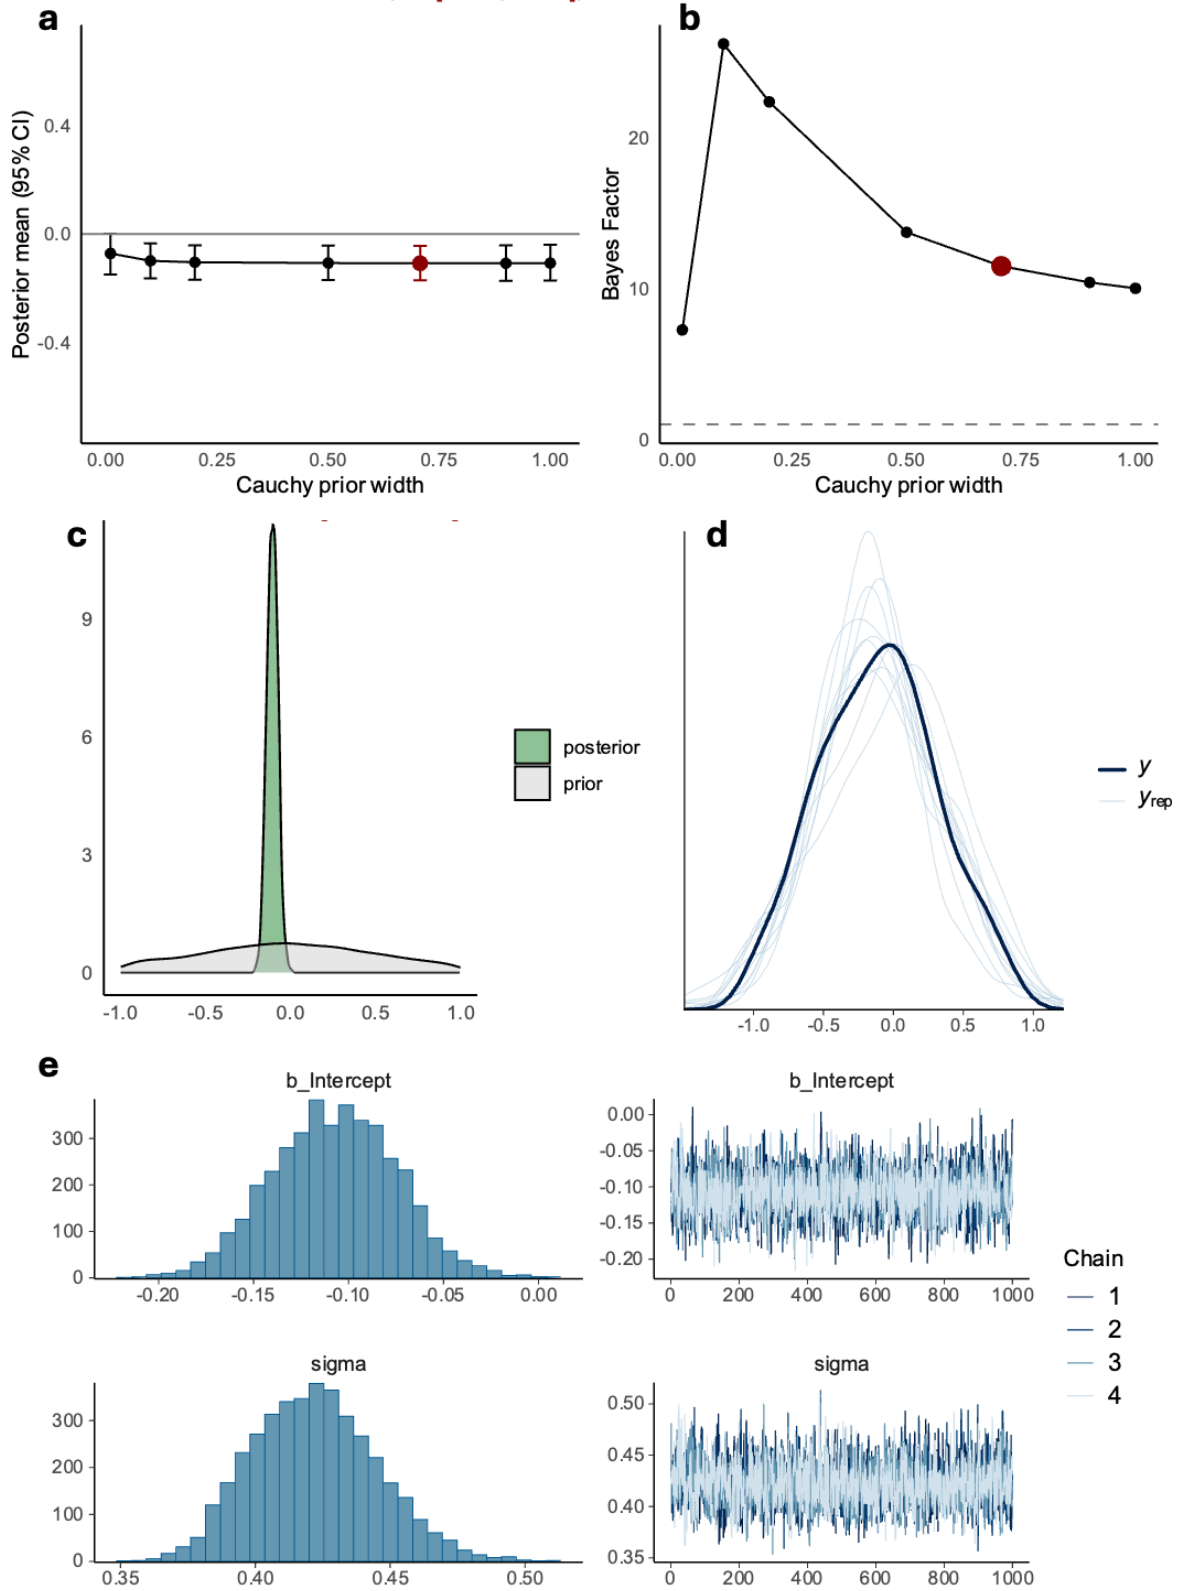 a
Posterior mean (95% CI)
0.4
0.0
-0.4
0.00 0.25 0.50 0.75 1.00
Cauchy prior width
b
Bayes Factor
20
10
0
0.00 0.25 0.50 0.75 1.00
Cauchy prior width
c
9
6
3
0
-1.0 -0.5 0.0 0.5 1.0
posterior
prior
d
-1.0 -0.5 0.0 0.5 1.0
y
yrep
e
b_Intercept
300
200
100
0
-0.20 -0.15 -0.10 -0.05 0.00
b_Intercept
0.00
-0.05
-0.10
-0.15
-0.20
0 200 400 600 800 1000
sigma
300
200
100
0
0.35 0.40 0.45 0.50
sigma
0.50
0.45
0.40
0.35
0 200 400 600 800 1000
Chain
1
2
3
4